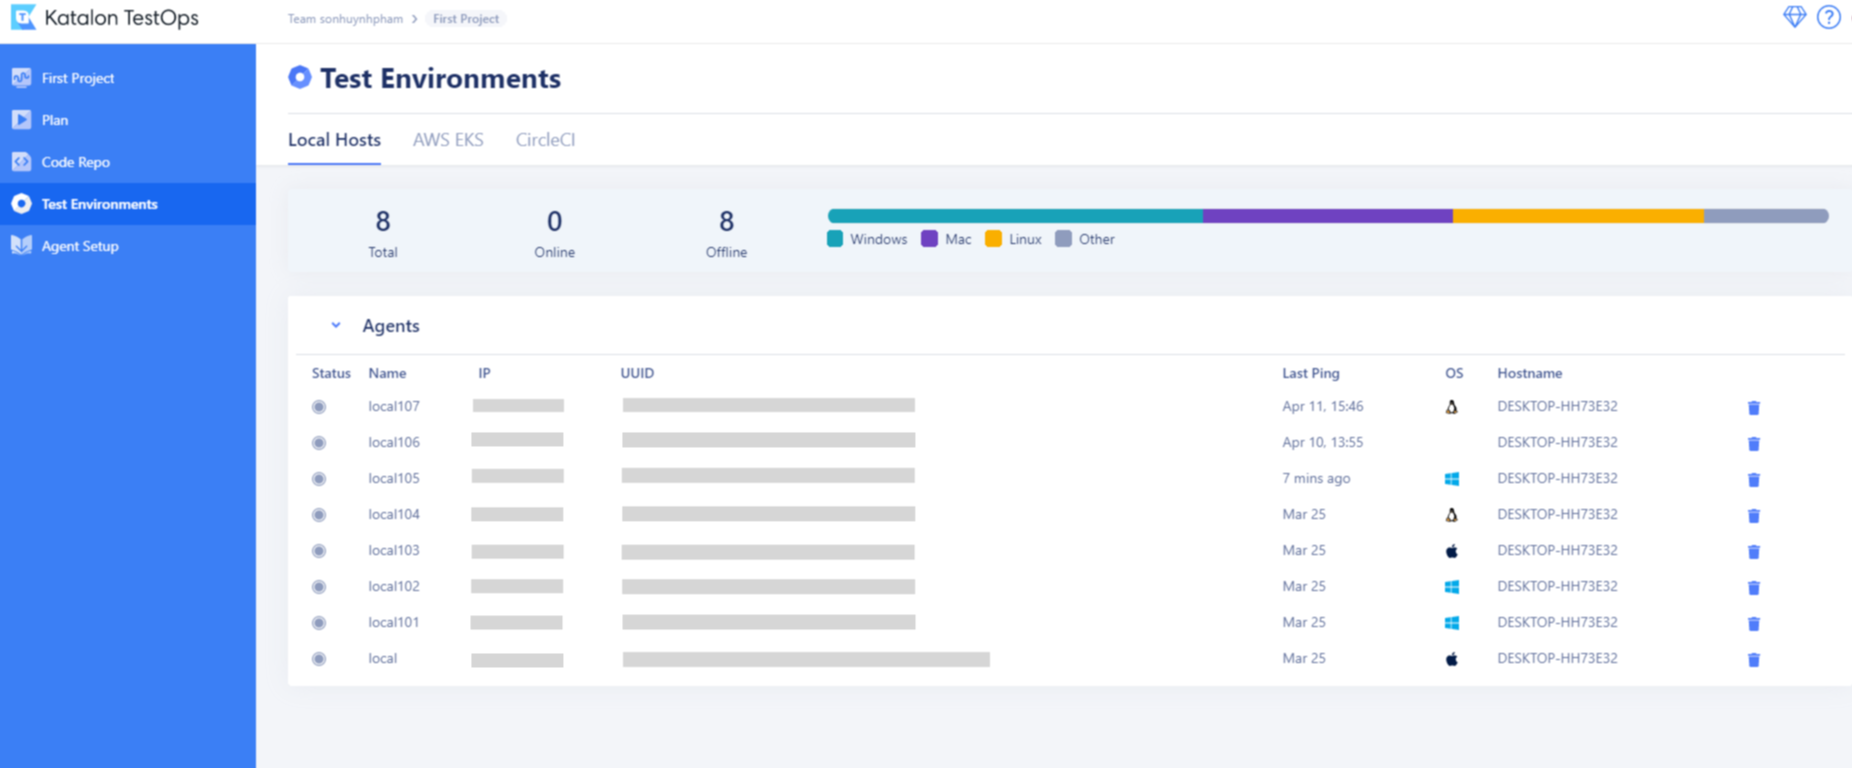 Katalon TestOps
Team sonhuynhpham > First Project
?
First Project
Plan
Code Repo
Test Environments
Agent Setup
Test Environments
Local Hosts AWS EKS CircleCI
8 0 8
Total Online Offline
Windows Mac Linux Other
Agents
Status Name IP UUID Last Ping OS Hostname
local107 Apr 11, 15:46 DESKTOP-HH73E32
local106 Apr 10, 13:55 DESKTOP-HH73E32
local105 7 mins ago DESKTOP-HH73E32
local104 Mar 25 DESKTOP-HH73E32
local103 Mar 25 DESKTOP-HH73E32
local102 Mar 25 DESKTOP-HH73E32
local101 Mar 25 DESKTOP-HH73E32
local Mar 25 DESKTOP-HH73E32